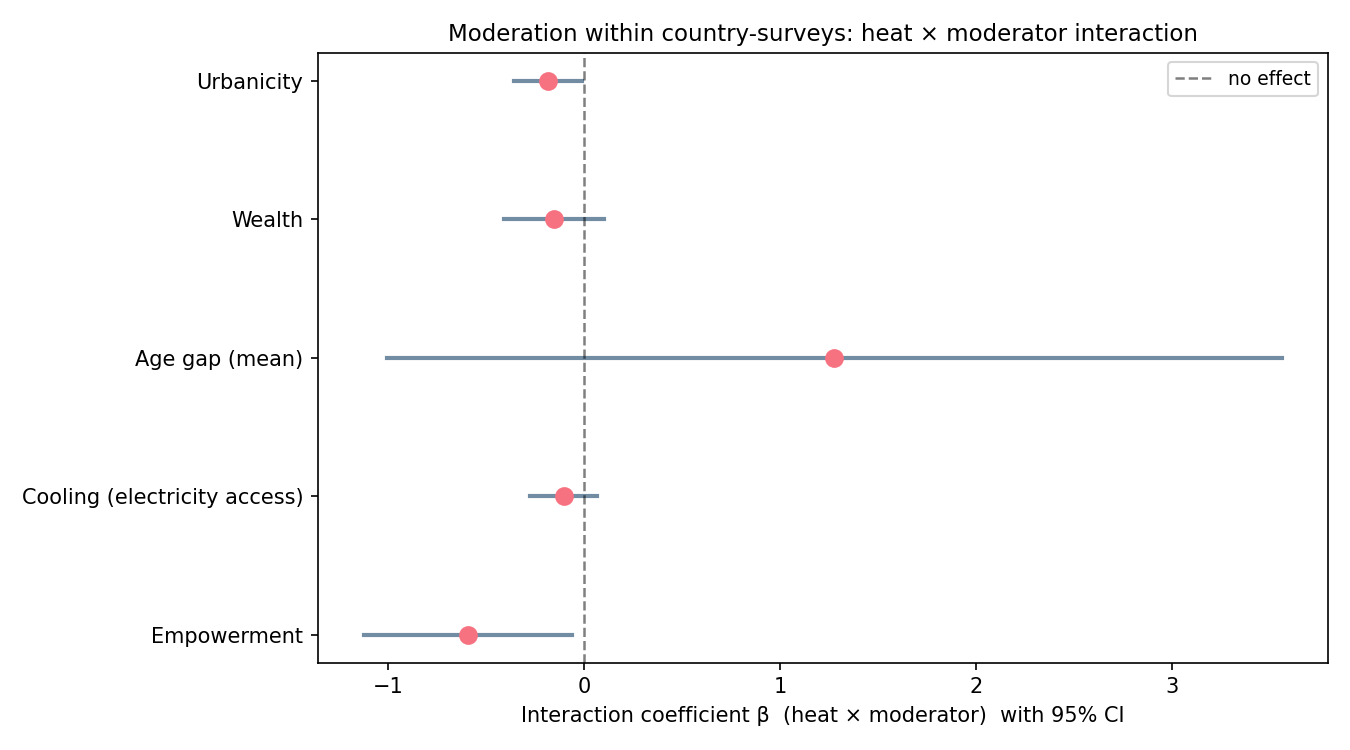 Moderation within country-surveys: heat × moderator interaction
no effect
Urbanicity
Wealth
Age gap (mean)
Cooling (electricity access)
Empowerment
−1 0 1 2 3
Interaction coefficient β (heat × moderator) with 95% CI